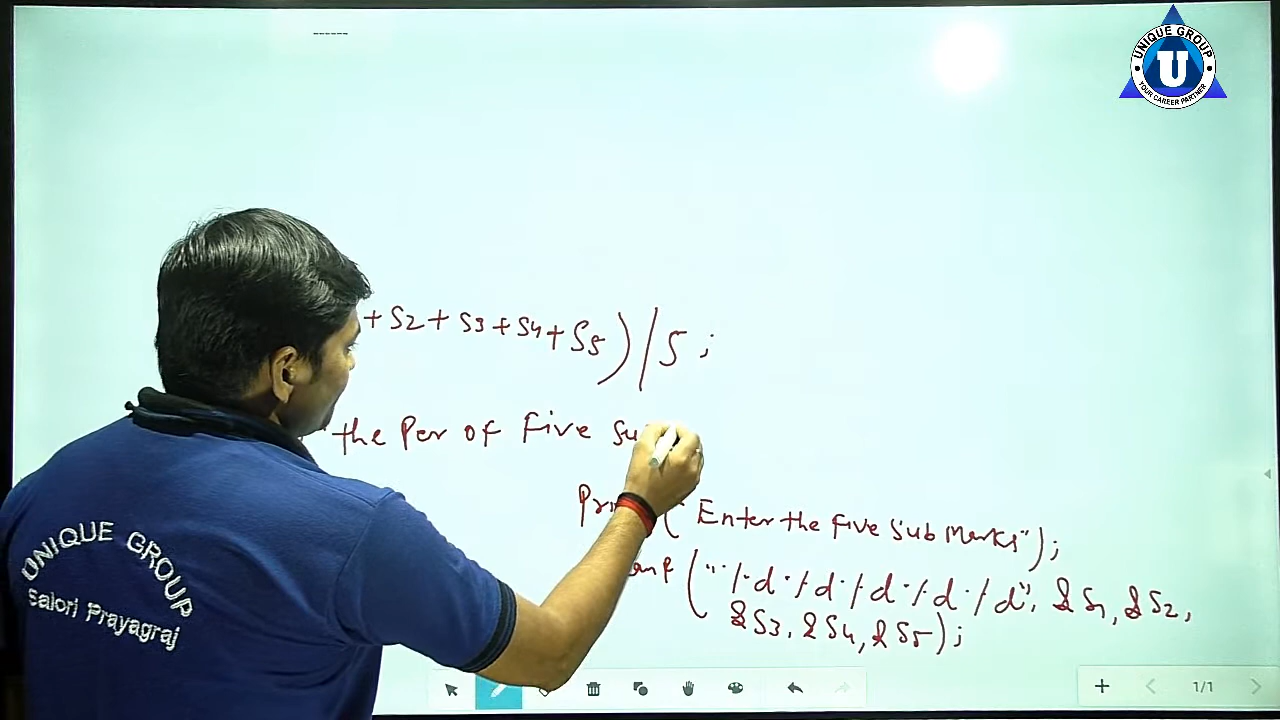 ------
UNIQUE GROUP
U
YOUR CAREER PARTNER
+ S2 + S3 + S4 + S5 ) / 5 ;
the Per of Five
( "Enter the Five Sub Marks" );
( "%d %d %d %d %d", &S1, &S2,
&S3, &S4, &S5);
UNIQUE GROUP
Salori Prayagraj
1/1